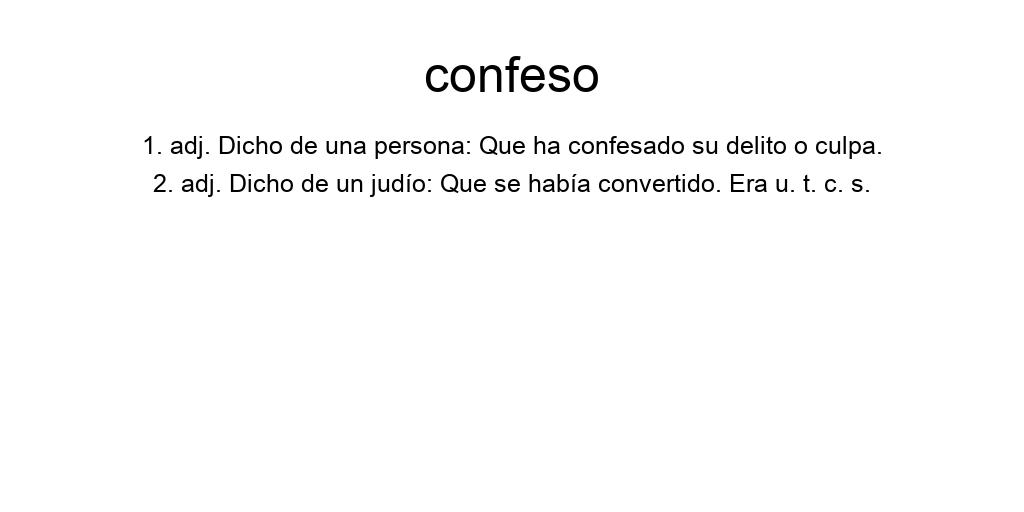 confeso
1. adj. Dicho de una persona: Que ha confesado su delito o culpa.
2. adj. Dicho de un judío: Que se había convertido. Era u. t. c. s.